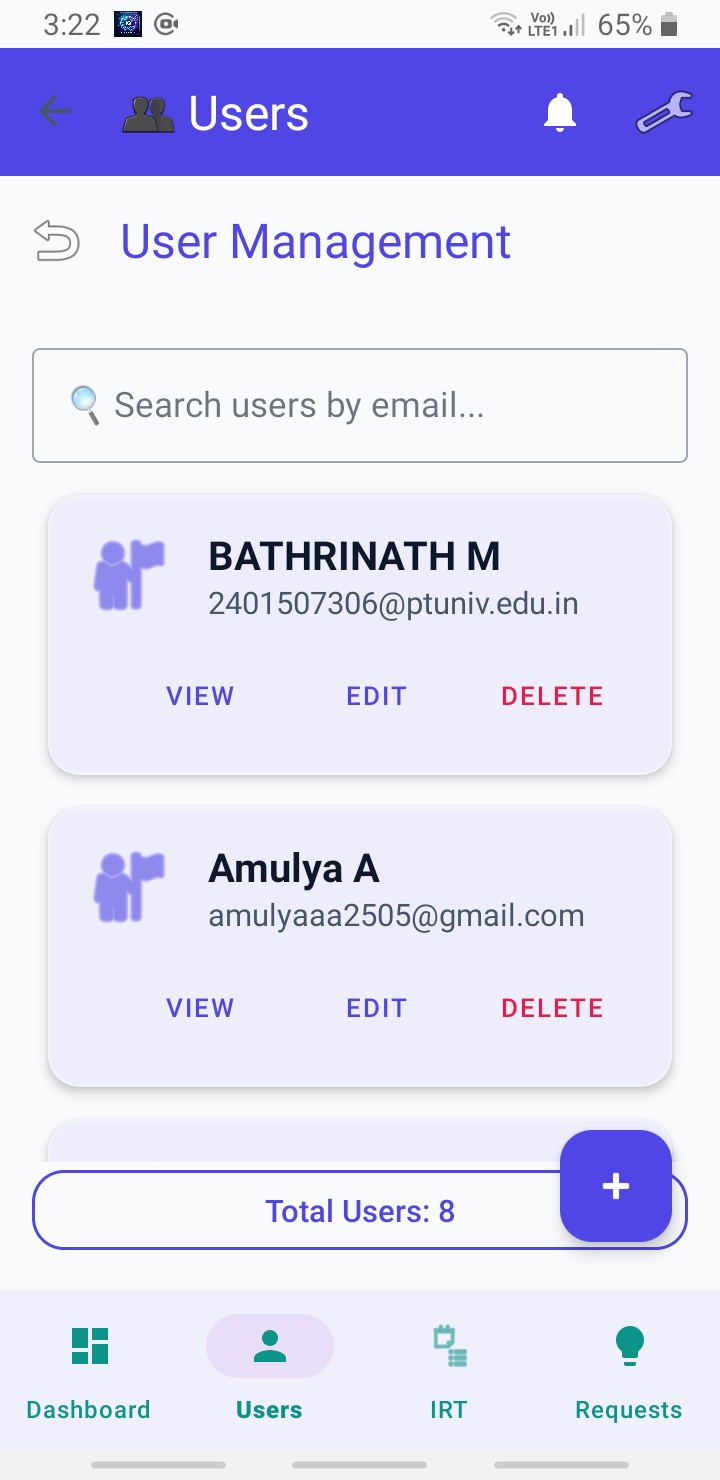 3:22
Vo)) LTE1 65%
Users
User Management
Search users by email...
BATHRINATH M
2401507306@ptuniv.edu.in
VIEW EDIT DELETE
Amulya A
amulyaaa2505@gmail.com
VIEW EDIT DELETE
Total Users: 8
+
Dashboard Users IRT Requests